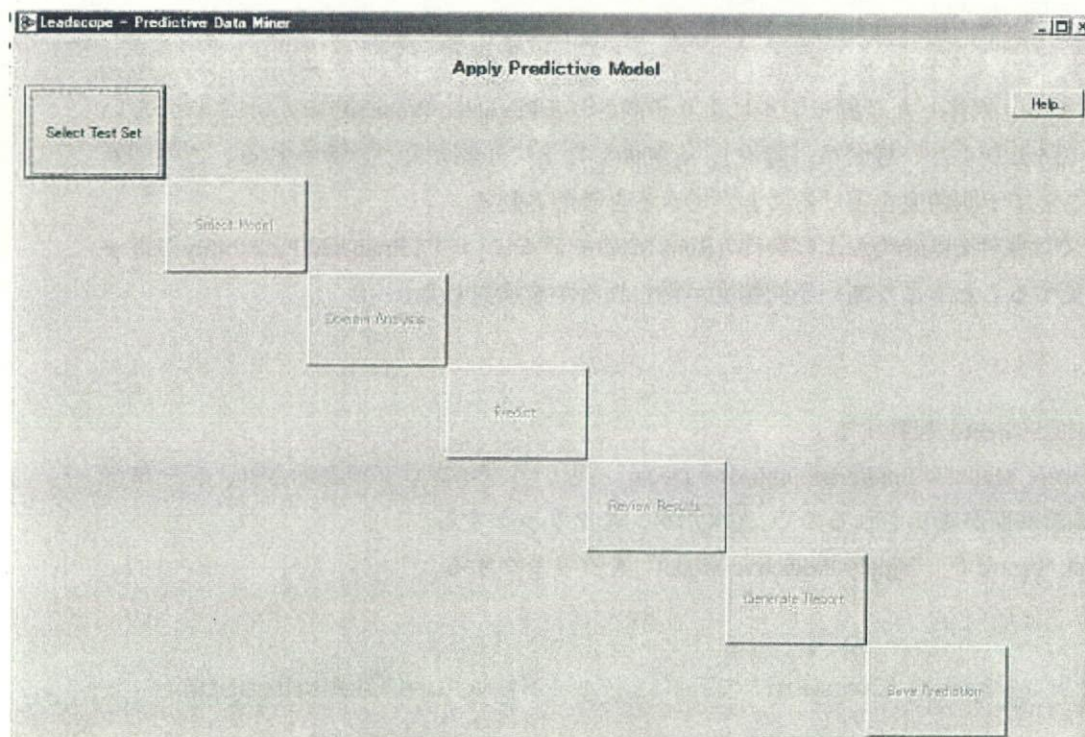 Leadscope - Predictive Data Miner
Apply Predictive Model
Help...
Select Test Set
Select Model
Domain Analysis
Predict
Review Results
Generate Report
Save Prediction